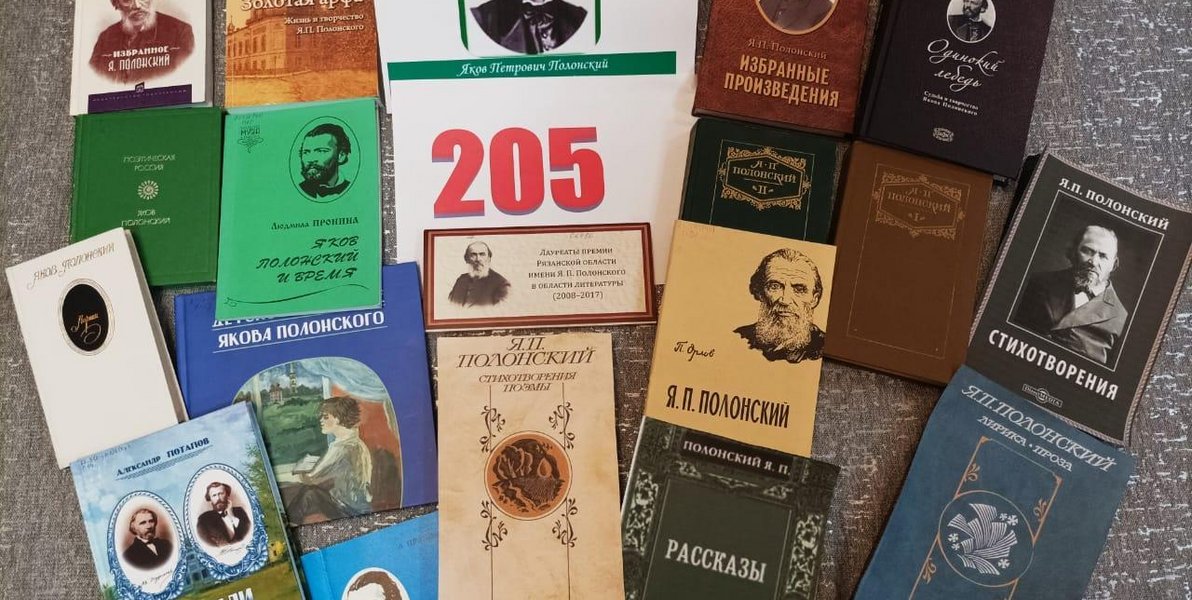 ИЗБРАННОЕ
Я. ПОЛОНСКИЙ
Золотая арфа
Жизнь и творчество
Я.П. Полонского
Яков Петрович Полонский
205
Я.П. Полонский
ИЗБРАННЫЕ
ПРОИЗВЕДЕНИЯ
Одинокий
лебедь
Судьба и творчество
Якова Полонского
ПОЭТИЧЕСКАЯ
РОССИЯ
ЯКОВ
ПОЛОНСКИЙ
Людмила ПРОНИНА
ЯКОВ
ПОЛОНСКИЙ
И ВРЕМЯ
Я·П
ПОЛОНСКИЙ
·II·
Я·П
ПОЛОНСКИЙ
·I·
Я.П. ПОЛОНСКИЙ
СТИХОТВОРЕНИЯ
ЯКОВ ПОЛОНСКИЙ
Лирика
ЯКОВА ПОЛОНСКОГО
Лауреаты премии
Рязанской области
имени Я. П. Полонского
в области литературы
(2008–2017)
П. Орлов
Я. П. ПОЛОНСКИЙ
Я.П.
ПОЛОНСКИЙ
СТИХОТВОРЕНИЯ
ПОЭМЫ
Александр ПОТАПОВ
ПОЛОНСКИЙ Я. П.
РАССКАЗЫ
Я.П. ПОЛОНСКИЙ
ЛИРИКА · ПРОЗА